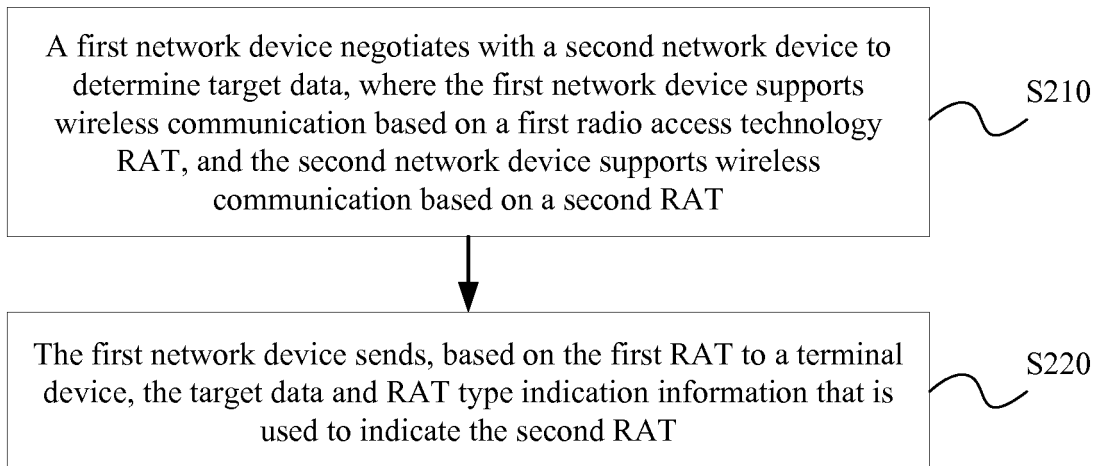 A first network device negotiates with a second network device to
determine target data, where the first network device supports
wireless communication based on a first radio access technology
RAT, and the second network device supports wireless
communication based on a second RAT
S210
The first network device sends, based on the first RAT to a terminal
device, the target data and RAT type indication information that is
used to indicate the second RAT
S220